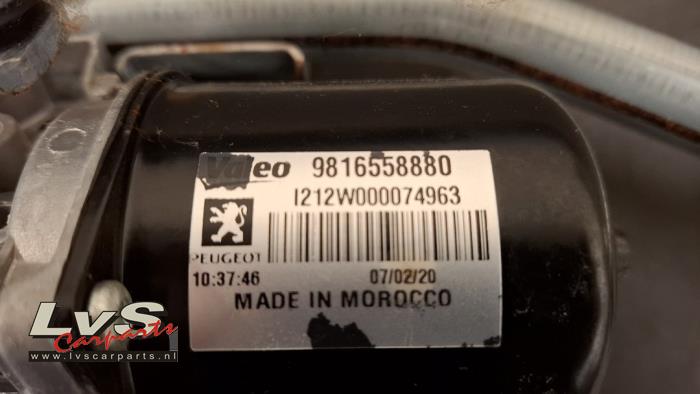 Valeo 9816558880
I212W000074963
PEUGEOT
10:37:46 07/02/20
MADE IN MOROCCO
LvS
Carparts
www.lvscarparts.nl